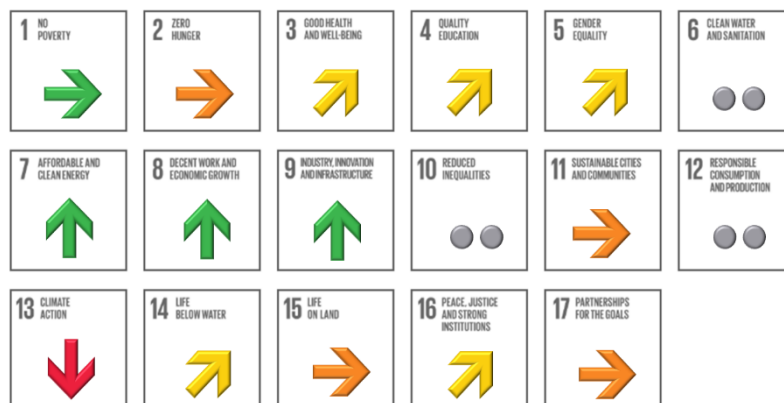 1 NO
POVERTY
2 ZERO
HUNGER
3 GOOD HEALTH
AND WELL-BEING
4 QUALITY
EDUCATION
5 GENDER
EQUALITY
6 CLEAN WATER
AND SANITATION
7 AFFORDABLE AND
CLEAN ENERGY
8 DECENT WORK AND
ECONOMIC GROWTH
9 INDUSTRY, INNOVATION
AND INFRASTRUCTURE
10 REDUCED
INEQUALITIES
11 SUSTAINABLE CITIES
AND COMMUNITIES
12 RESPONSIBLE
CONSUMPTION
AND PRODUCTION
13 CLIMATE
ACTION
14 LIFE
BELOW WATER
15 LIFE
ON LAND
16 PEACE, JUSTICE
AND STRONG
INSTITUTIONS
17 PARTNERSHIPS
FOR THE GOALS